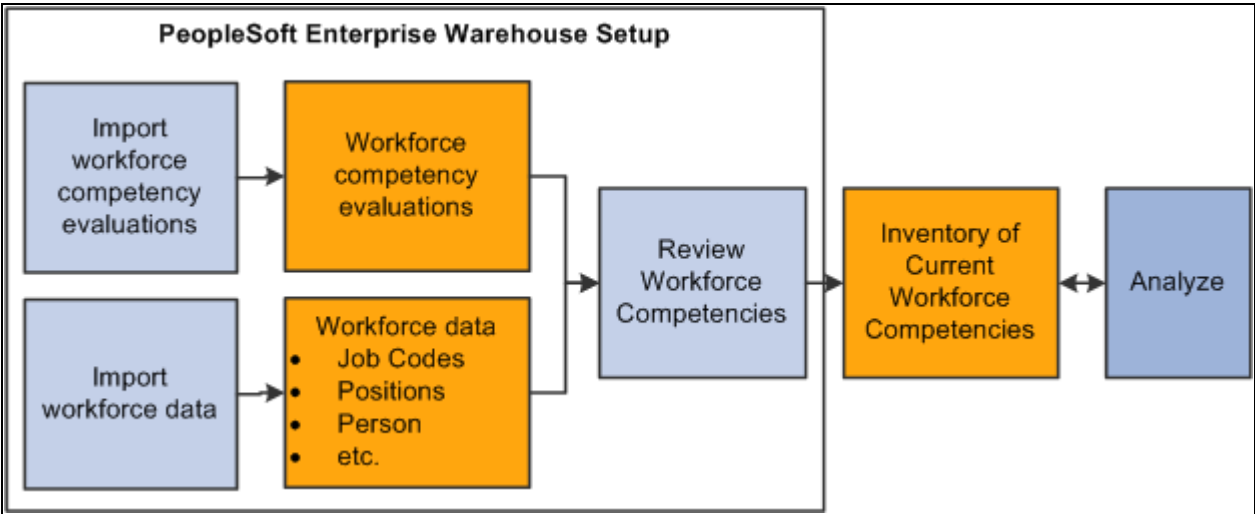 PeopleSoft Enterprise Warehouse Setup
Import
workforce
competency
evaluations
Workforce
competency
evaluations
Import
workforce data
Workforce data
• Job Codes
• Positions
• Person
• etc.
Review
Workforce
Competencies
Inventory of
Current
Workforce
Competencies
Analyze